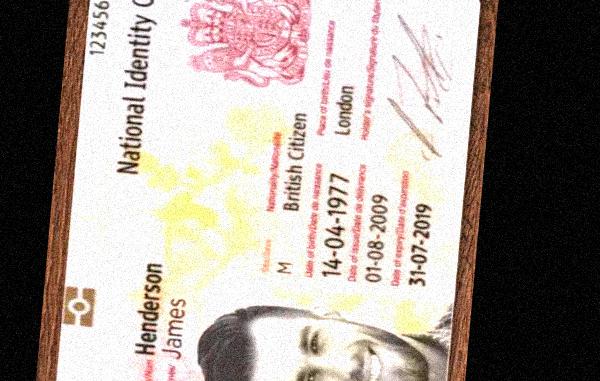 123456
National Identity C
Henderson
James
Sex/Sexe
Nationality/Nationalité
M
British Citizen
Date of birth/Date de naissance
Place of birth/Lieu de naissance
14-04-1977
London
Date of issue/Date de délivrance
Holder's signature/Signature du titulaire
01-08-2009
Date of expiry/Date d'expiration
31-07-2019